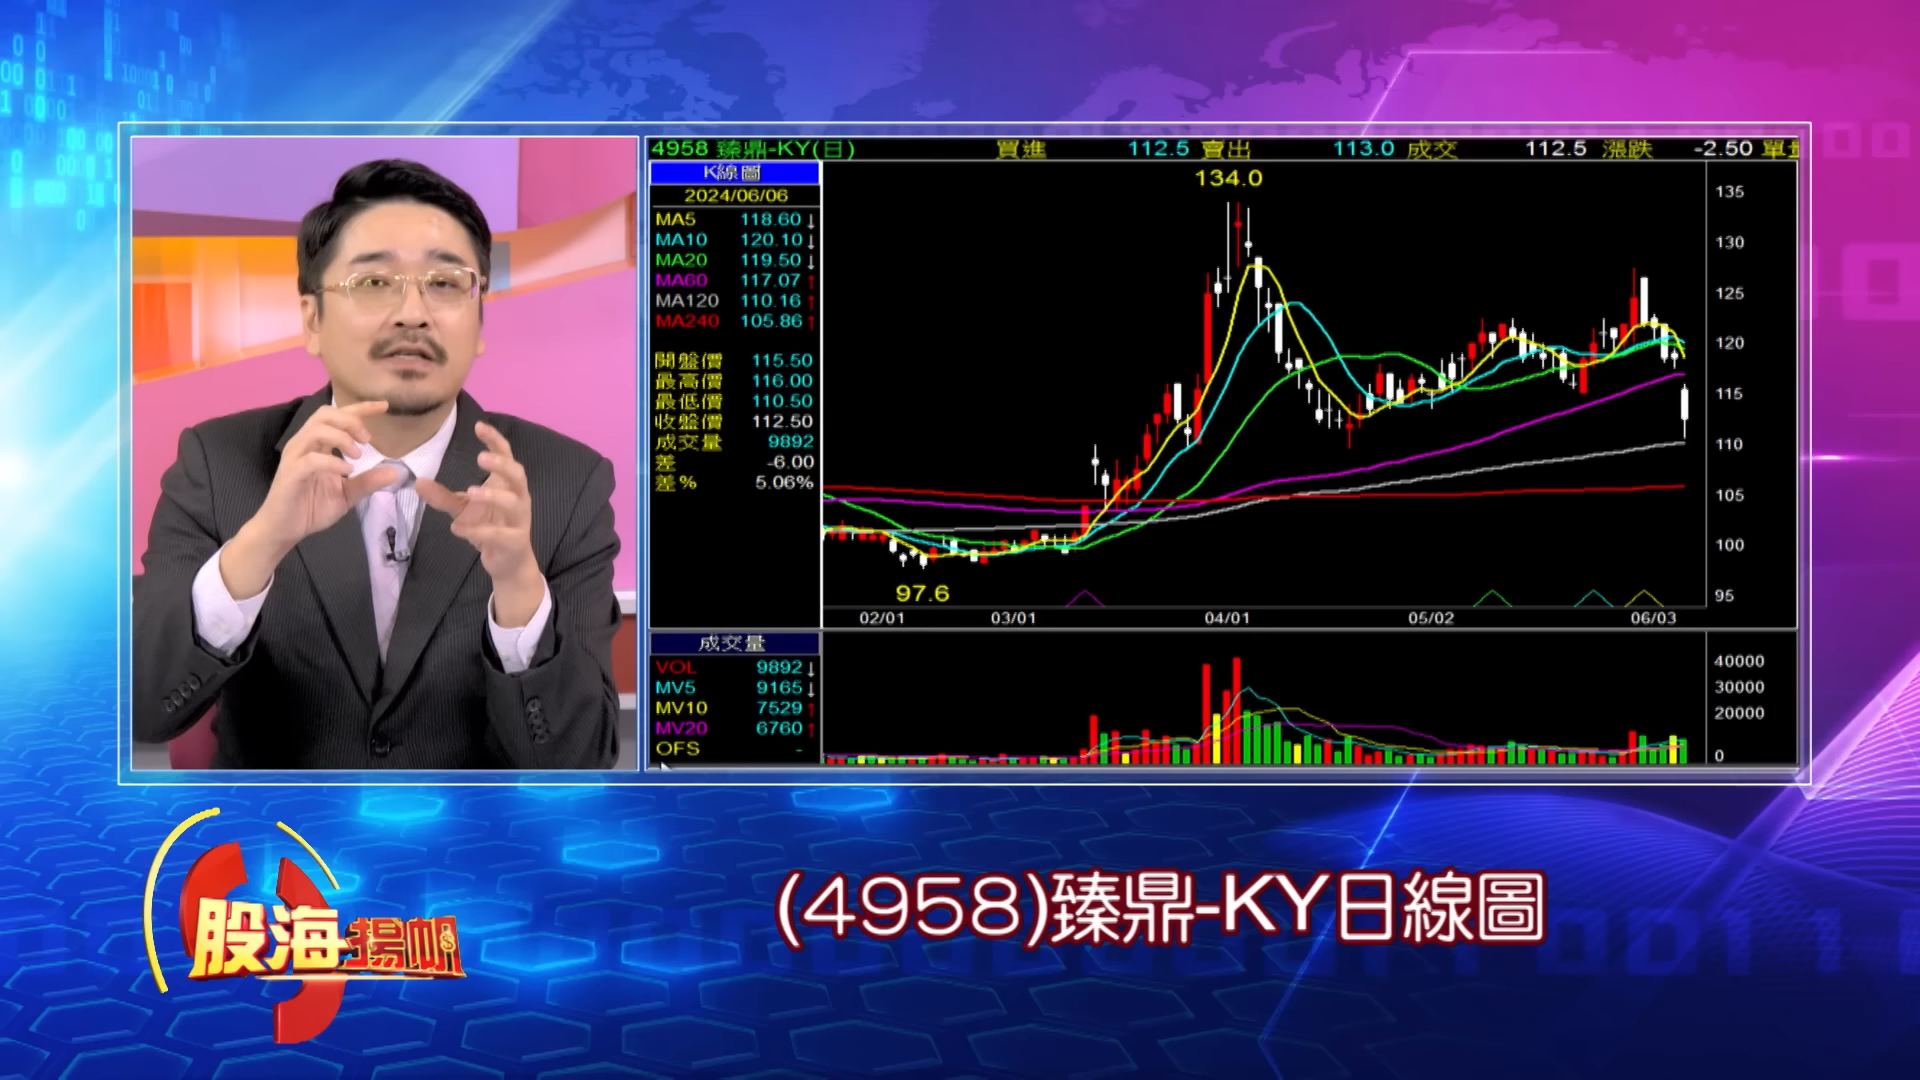 4958 臻鼎-KY(日) 買進 112.5 賣出 113.0 成交 112.5 漲跌 -2.50 單量
K線圖
2024/06/06
MA5 118.60↓
MA10 120.10↓
MA20 119.50↓
MA60 117.07↑
MA120 110.16↑
MA240 105.86↑
開盤價 115.50
最高價 116.00
最低價 110.50
收盤價 112.50
成交量 9892
差 -6.00
差% 5.06%
134.0
97.6
135
130
125
120
115
110
105
100
95
02/01 03/01 04/01 05/02 06/03
成交量
VOL 9892↓
MV5 9165↓
MV10 7529↑
MV20 6760↑
OFS -
40000
30000
20000
0
股海揚帆
(4958)臻鼎-KY日線圖